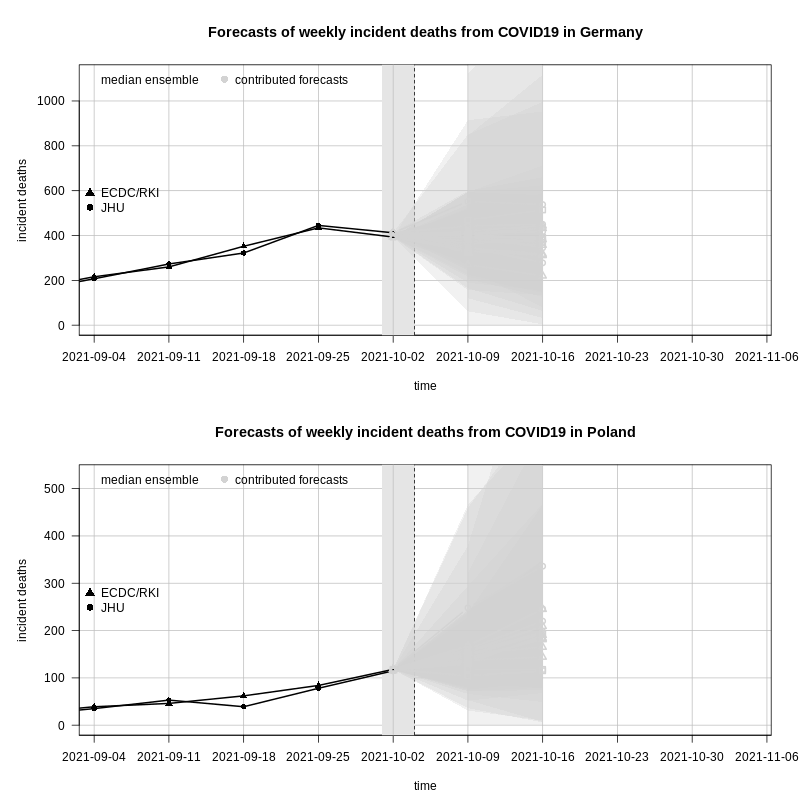 Forecasts of weekly incident deaths from COVID19 in Germany
median ensemble contributed forecasts
1000
800
600
400
200
0
incident deaths
ECDC/RKI
JHU
2021-09-04 2021-09-11 2021-09-18 2021-09-25 2021-10-02 2021-10-09 2021-10-16 2021-10-23 2021-10-30 2021-11-06
time
Forecasts of weekly incident deaths from COVID19 in Poland
median ensemble contributed forecasts
500
400
300
200
100
0
incident deaths
ECDC/RKI
JHU
2021-09-04 2021-09-11 2021-09-18 2021-09-25 2021-10-02 2021-10-09 2021-10-16 2021-10-23 2021-10-30 2021-11-06
time